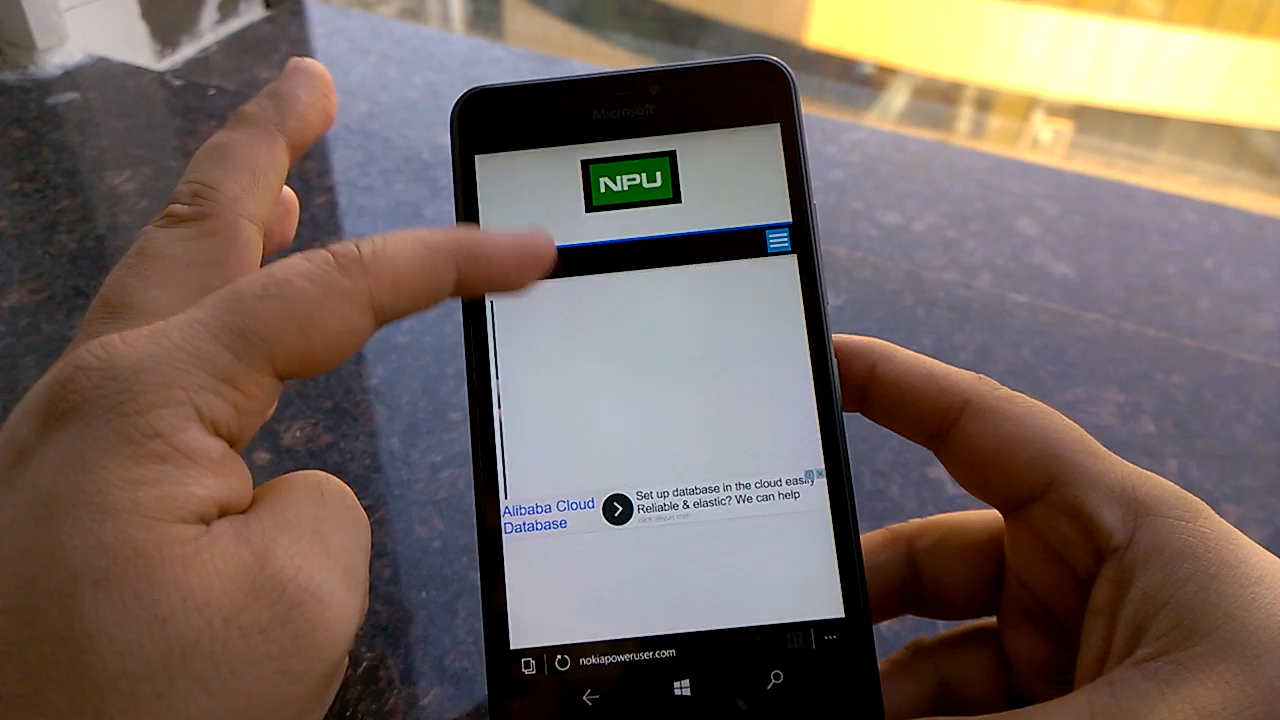 Microsoft
NPU
Alibaba Cloud
Database
Set up database in the cloud easily
Reliable & elastic? We can help
nokiapoweruser.com